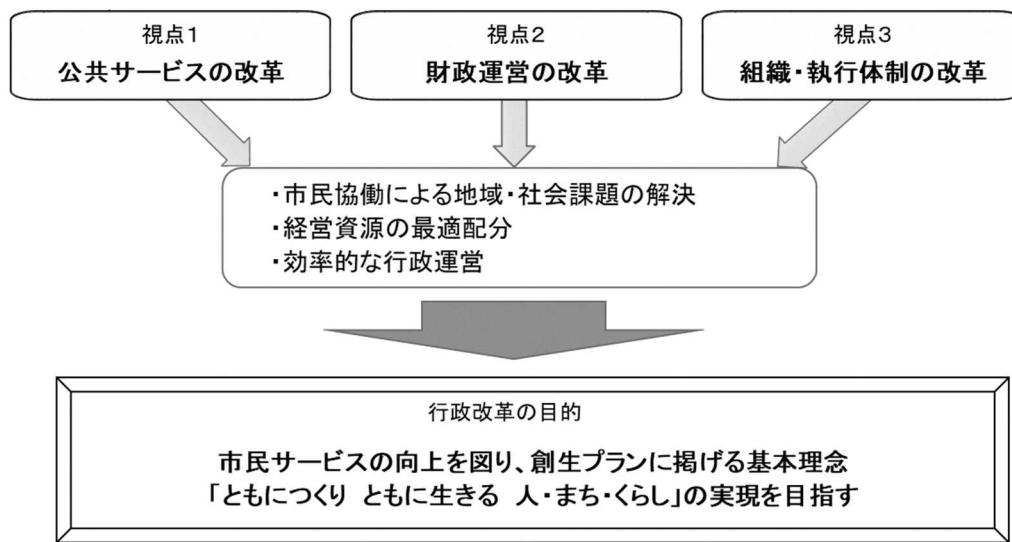 視点1
公共サービスの改革
視点2
財政運営の改革
視点3
組織・執行体制の改革
・市民協働による地域・社会課題の解決
・経営資源の最適配分
・効率的な行政運営
行政改革の目的
市民サービスの向上を図り、創生プランに掲げる基本理念
「ともにつくり ともに生きる 人・まち・くらし」の実現を目指す